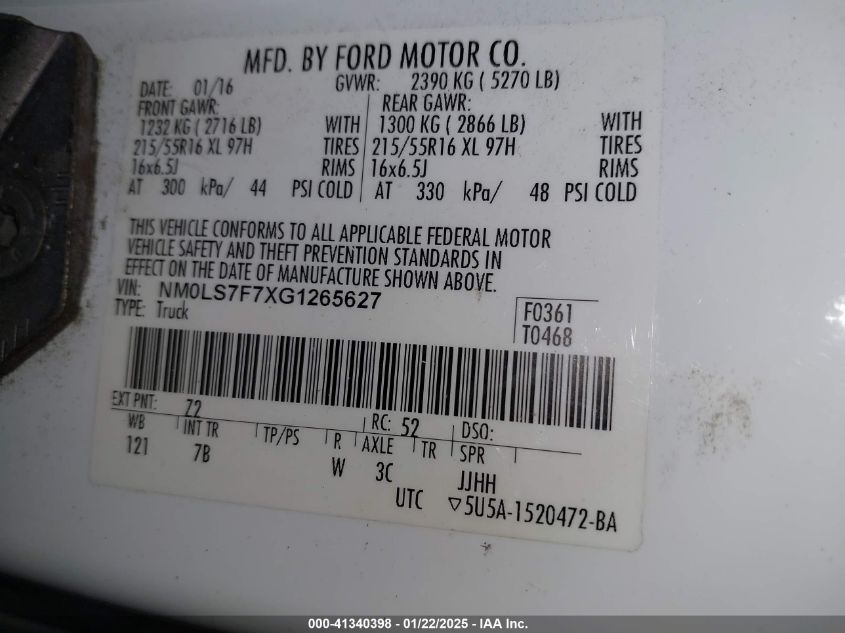 MFD. BY FORD MOTOR CO.
DATE: 01/16 GVWR: 2390 KG ( 5270 LB)
FRONT GAWR: REAR GAWR:
1232 KG ( 2716 LB) WITH 1300 KG ( 2866 LB) WITH
215/55R16 XL 97H TIRES 215/55R16 XL 97H TIRES
16x6.5J RIMS 16x6.5J RIMS
AT 300 kPa/ 44 PSI COLD AT 330 kPa/ 48 PSI COLD
THIS VEHICLE CONFORMS TO ALL APPLICABLE FEDERAL MOTOR
VEHICLE SAFETY AND THEFT PREVENTION STANDARDS IN
EFFECT ON THE DATE OF MANUFACTURE SHOWN ABOVE.
VIN: NM0LS7F7XG1265627
TYPE: Truck
F0361
T0468
EXT PNT: Z2 RC: 52 DSO:
WB INT TR TP/PS R AXLE TR SPR
121 7B W 3C JJHH
UTC ▽5U5A-1520472-BA
000-41340398 - 01/22/2025 - IAA Inc.